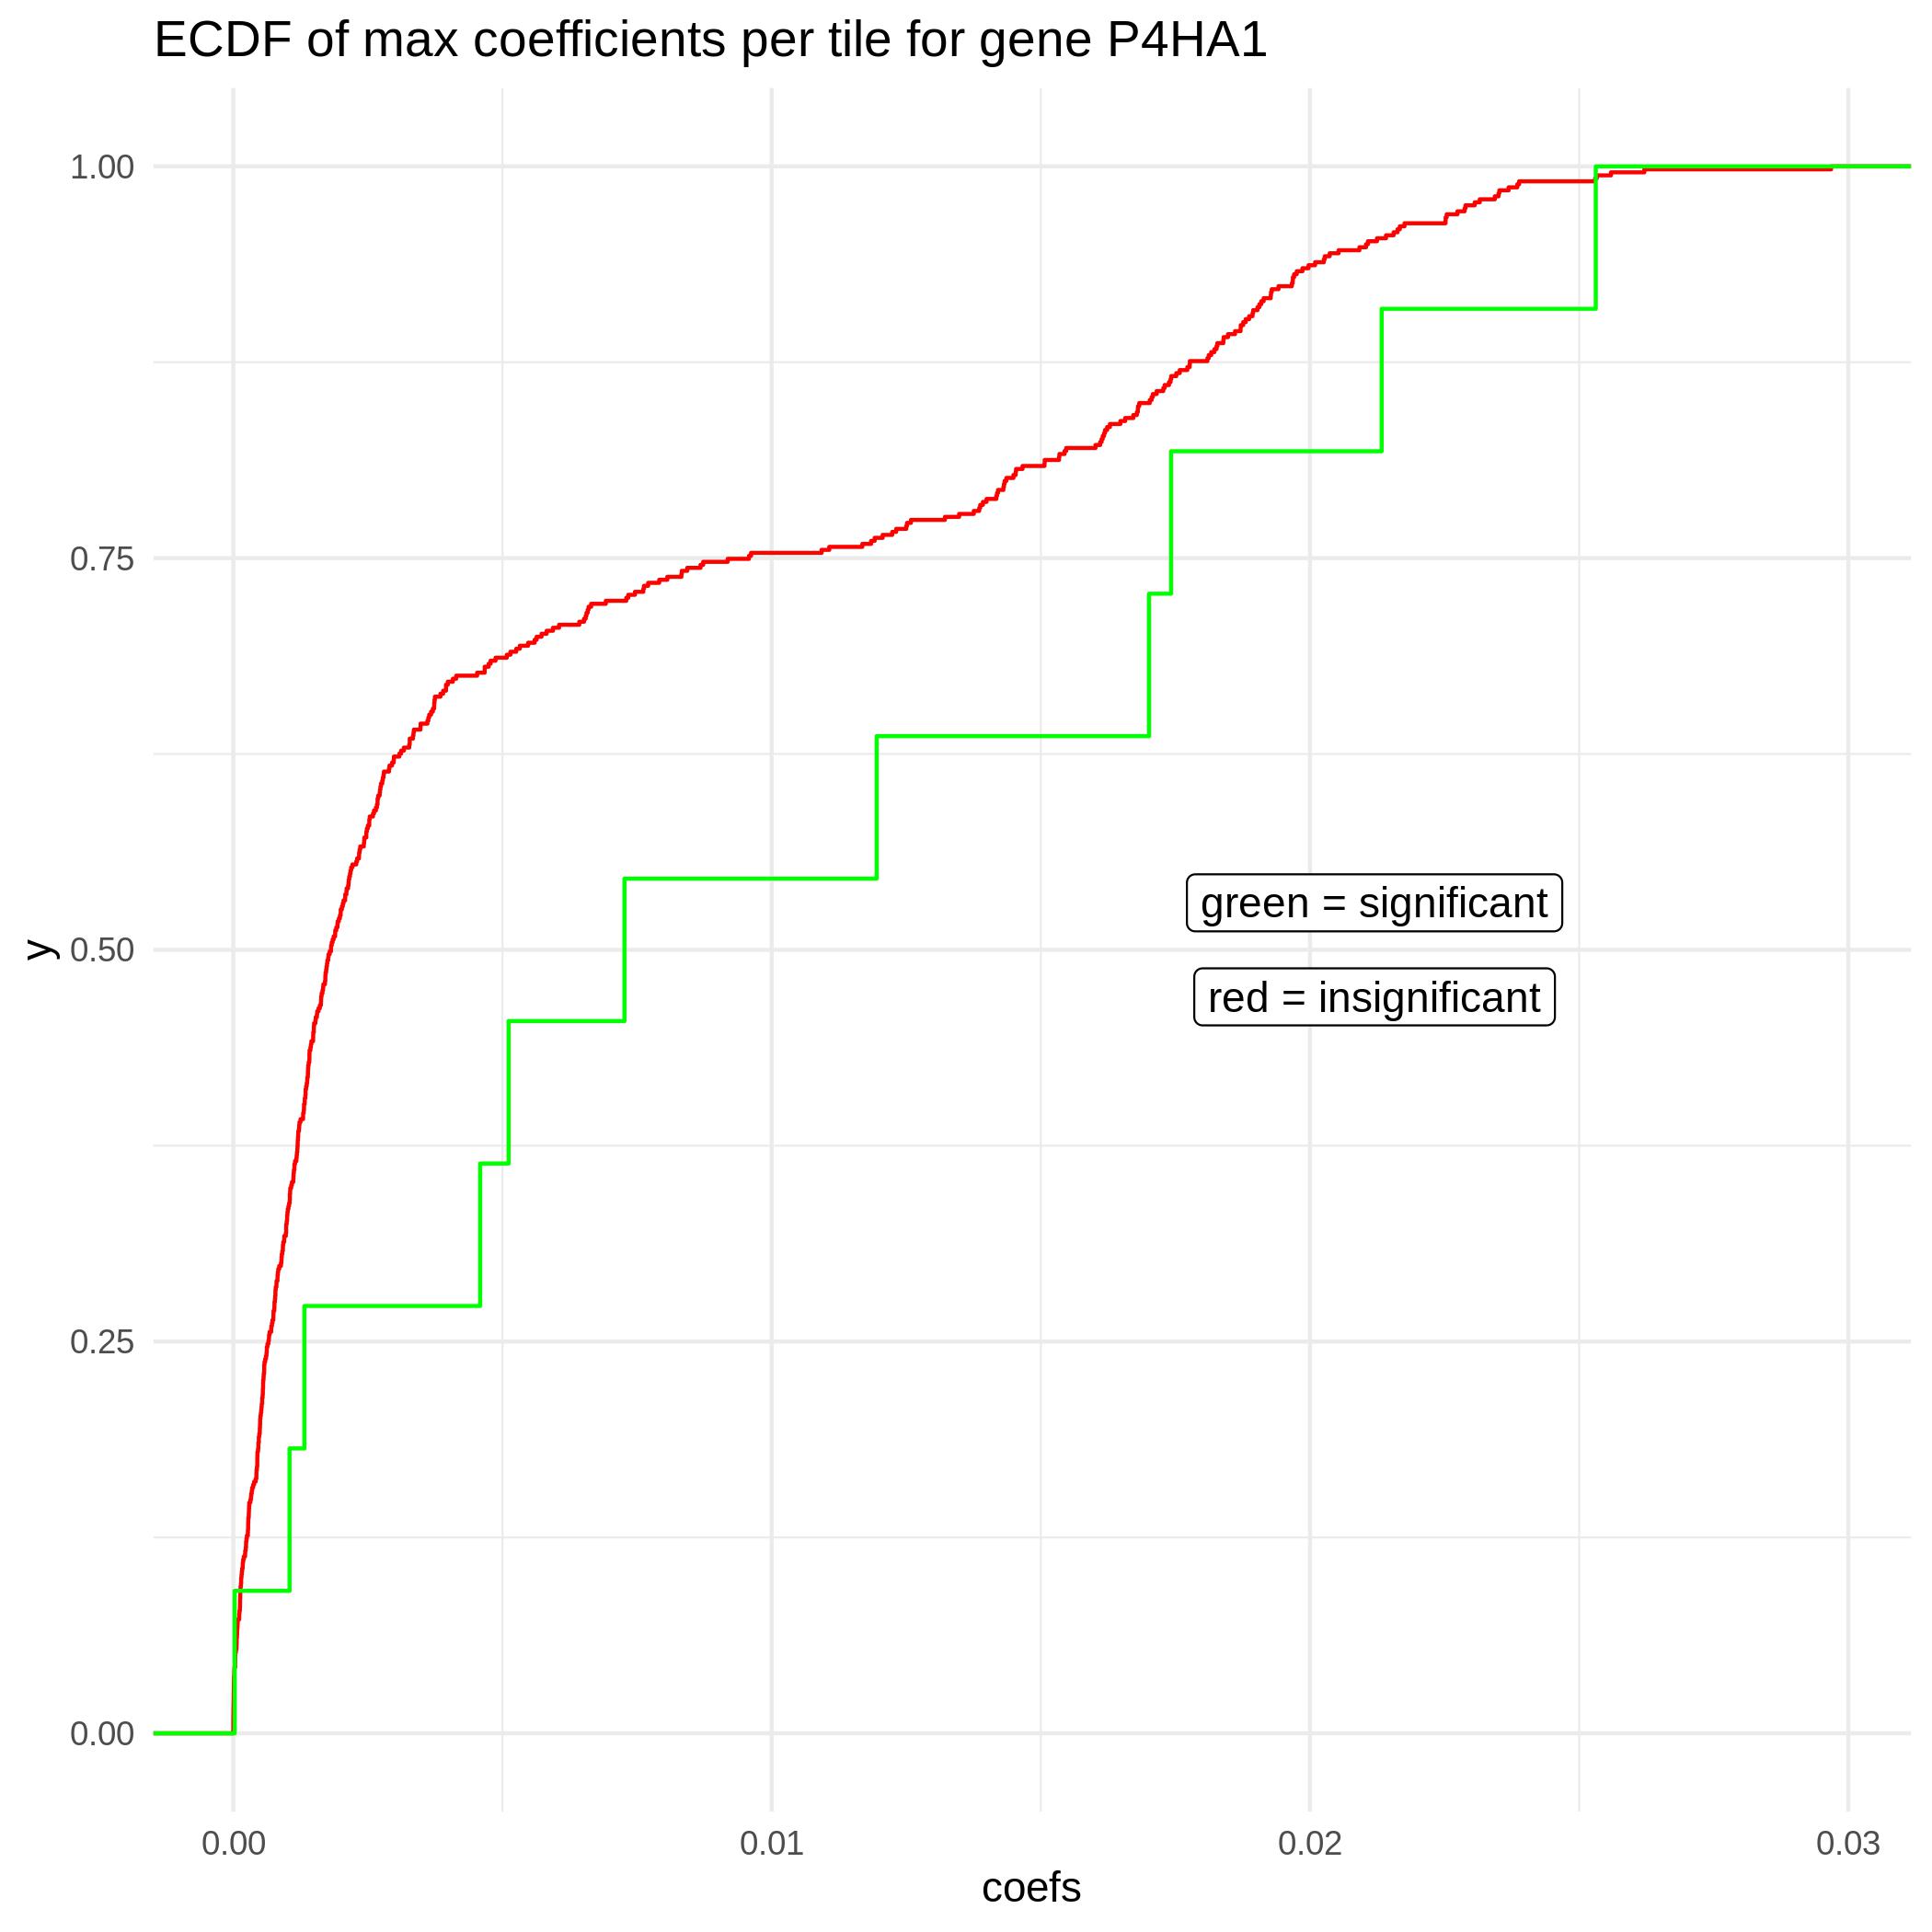 ECDF of max coefficients per tile for gene P4HA1
1.00
0.75
0.50
0.25
0.00
y
green = significant
red = insignificant
0.00 0.01 0.02 0.03
coefs